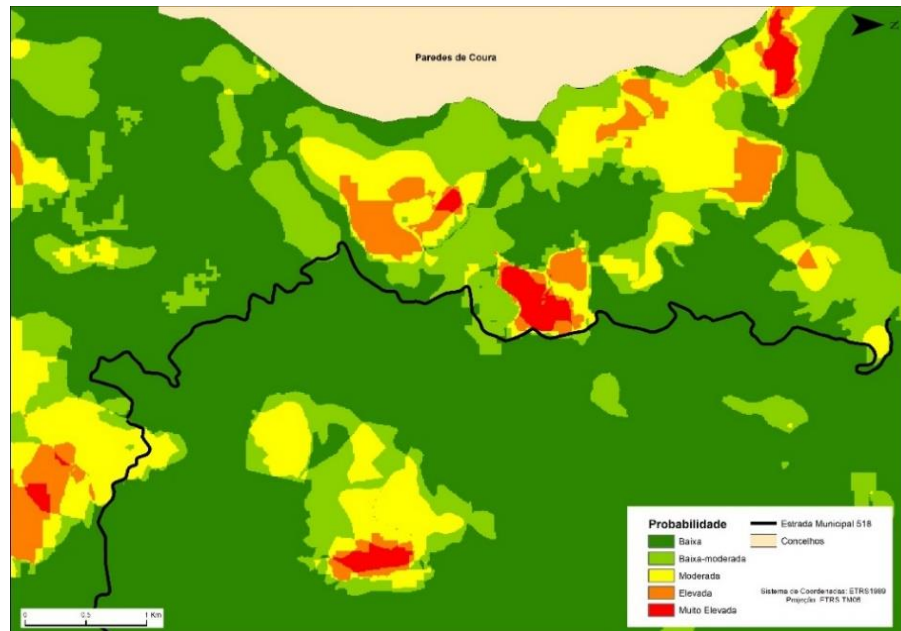 Paredes de Coura
Z
Probabilidade
Baixa
Baixa-moderada
Moderada
Elevada
Muito Elevada
Estrada Municipal 518
Concelhos
Sistema de Coordenadas: ETRS1989
Projeção: ETRS TM06
0 0,5 1 Km